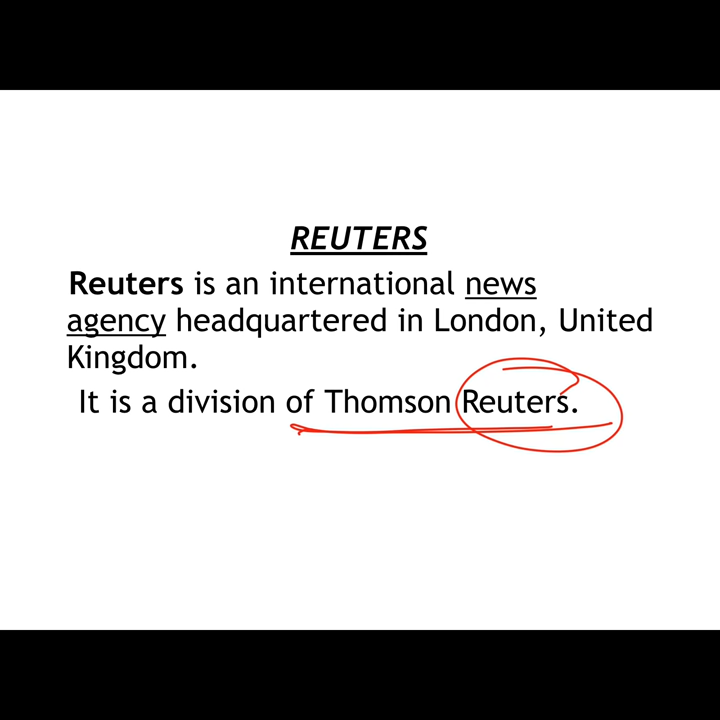 REUTERS
Reuters is an international news
agency headquartered in London, United
Kingdom.
It is a division of Thomson Reuters.